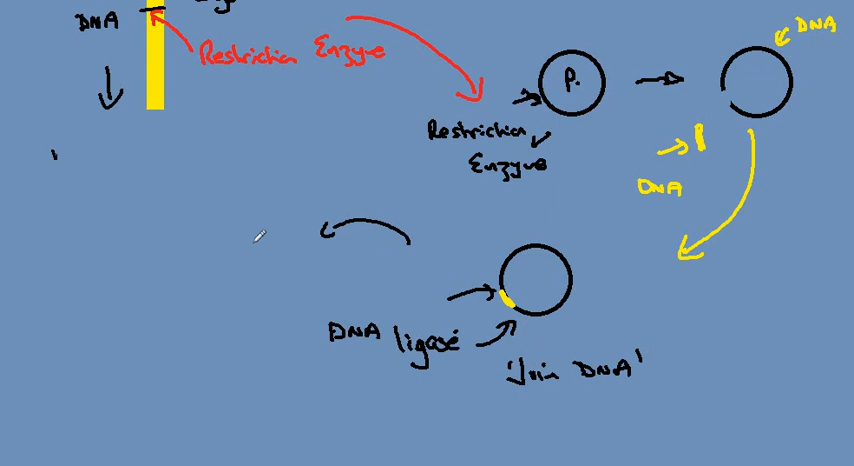 DNA
Restriction Enzyme
P.
DNA
Restriction
Enzyme
DNA
DNA ligase
'Join DNA'